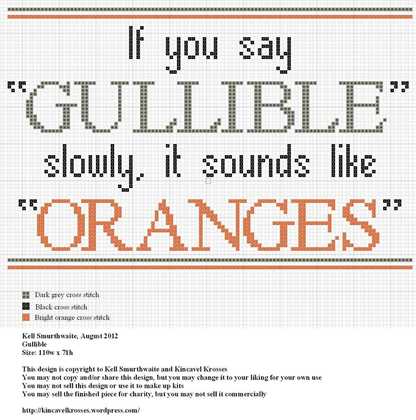 If you say
“GULLIBLE”
slowly, it sounds like
“ORANGES”
Dark grey cross stitch
Black cross stitch
Bright orange cross stitch
Kell Smurthwaite, August 2012
Gullible
Size: 110w x 71h
This design is copyright to Kell Smurthwaite and Kincavel Krosses
You may not copy and/or share this design, but you may change it to your liking for your own use
You may not sell this design or use it to make up kits
You may sell the finished piece for charity, but you may not sell it commercially
http://kincavelkrosses.wordpress.com/